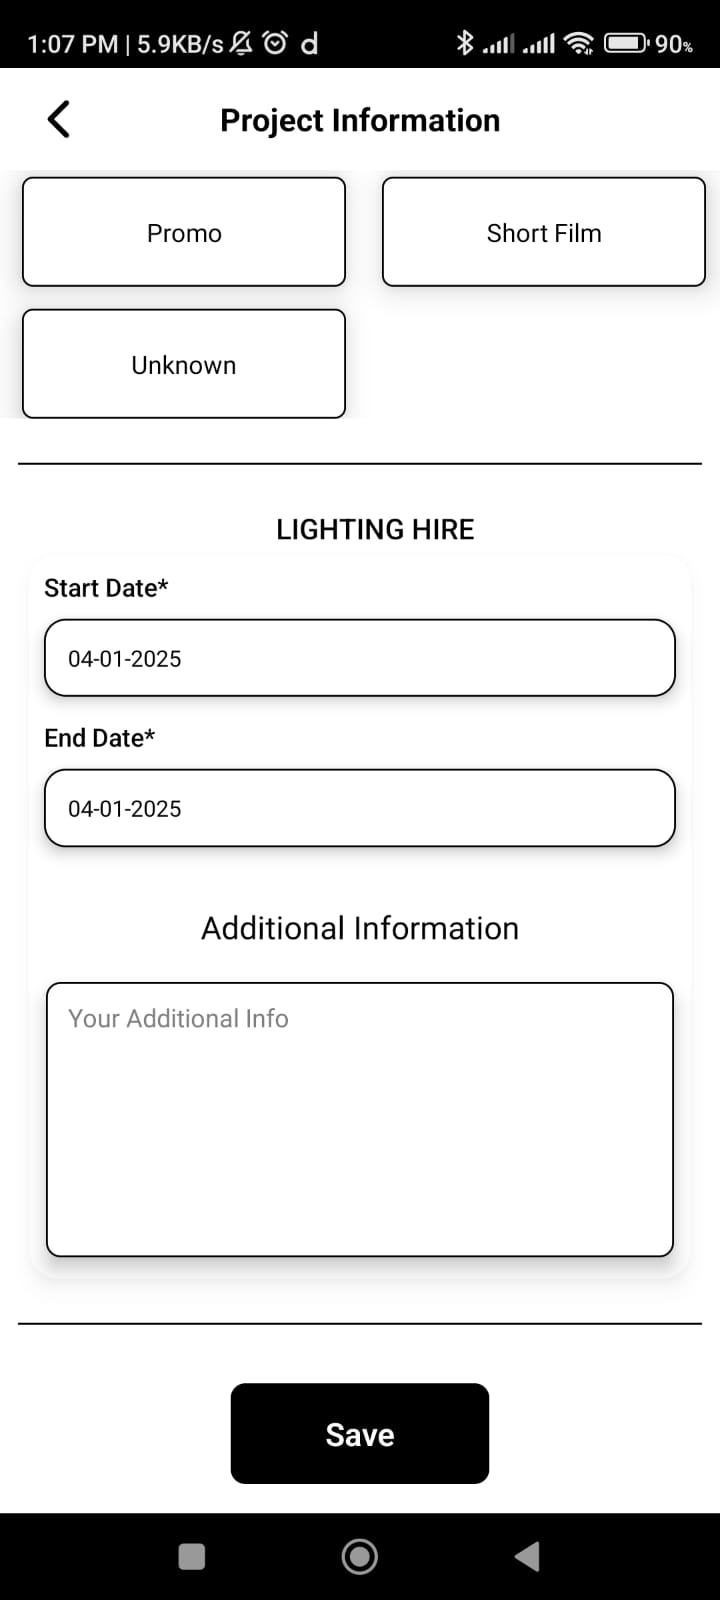 1:07 PM | 5.9KB/s d 90%
Project Information
Promo Short Film
Unknown
LIGHTING HIRE
Start Date*
04-01-2025
End Date*
04-01-2025
Additional Information
Your Additional Info
Save